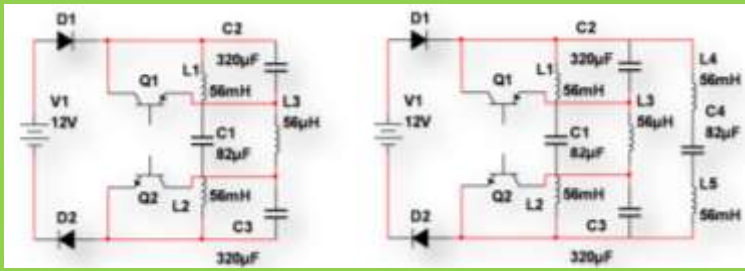 D1
C2
320µF
Q1
L1
56mH
L3
56µH
V1
12V
C1
82µF
Q2
L2
56mH
D2
C3
320µF
D1
C2
320µF
L4
56mH
Q1
L1
56mH
L3
56µH
C4
82µF
V1
12V
C1
82µF
Q2
L2
56mH
L5
56mH
D2
C3
320µF